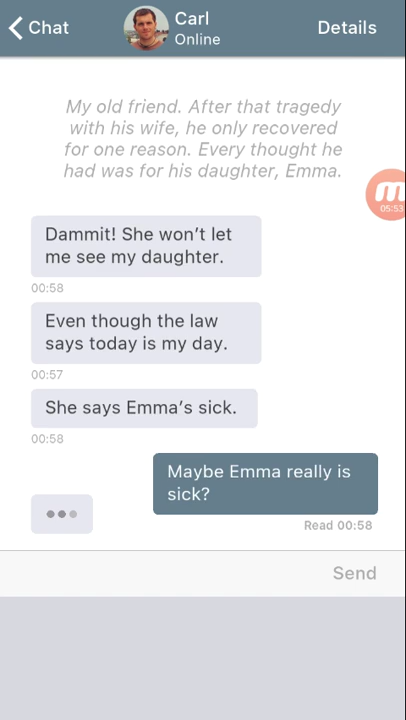 Chat
Carl
Online
Details
My old friend. After that tragedy
with his wife, he only recovered
for one reason. Every thought he
had was for his daughter, Emma.
05:53
Dammit! She won't let
me see my daughter.
00:58
Even though the law
says today is my day.
00:57
She says Emma's sick.
00:58
Maybe Emma really is
sick?
Read 00:58
Send